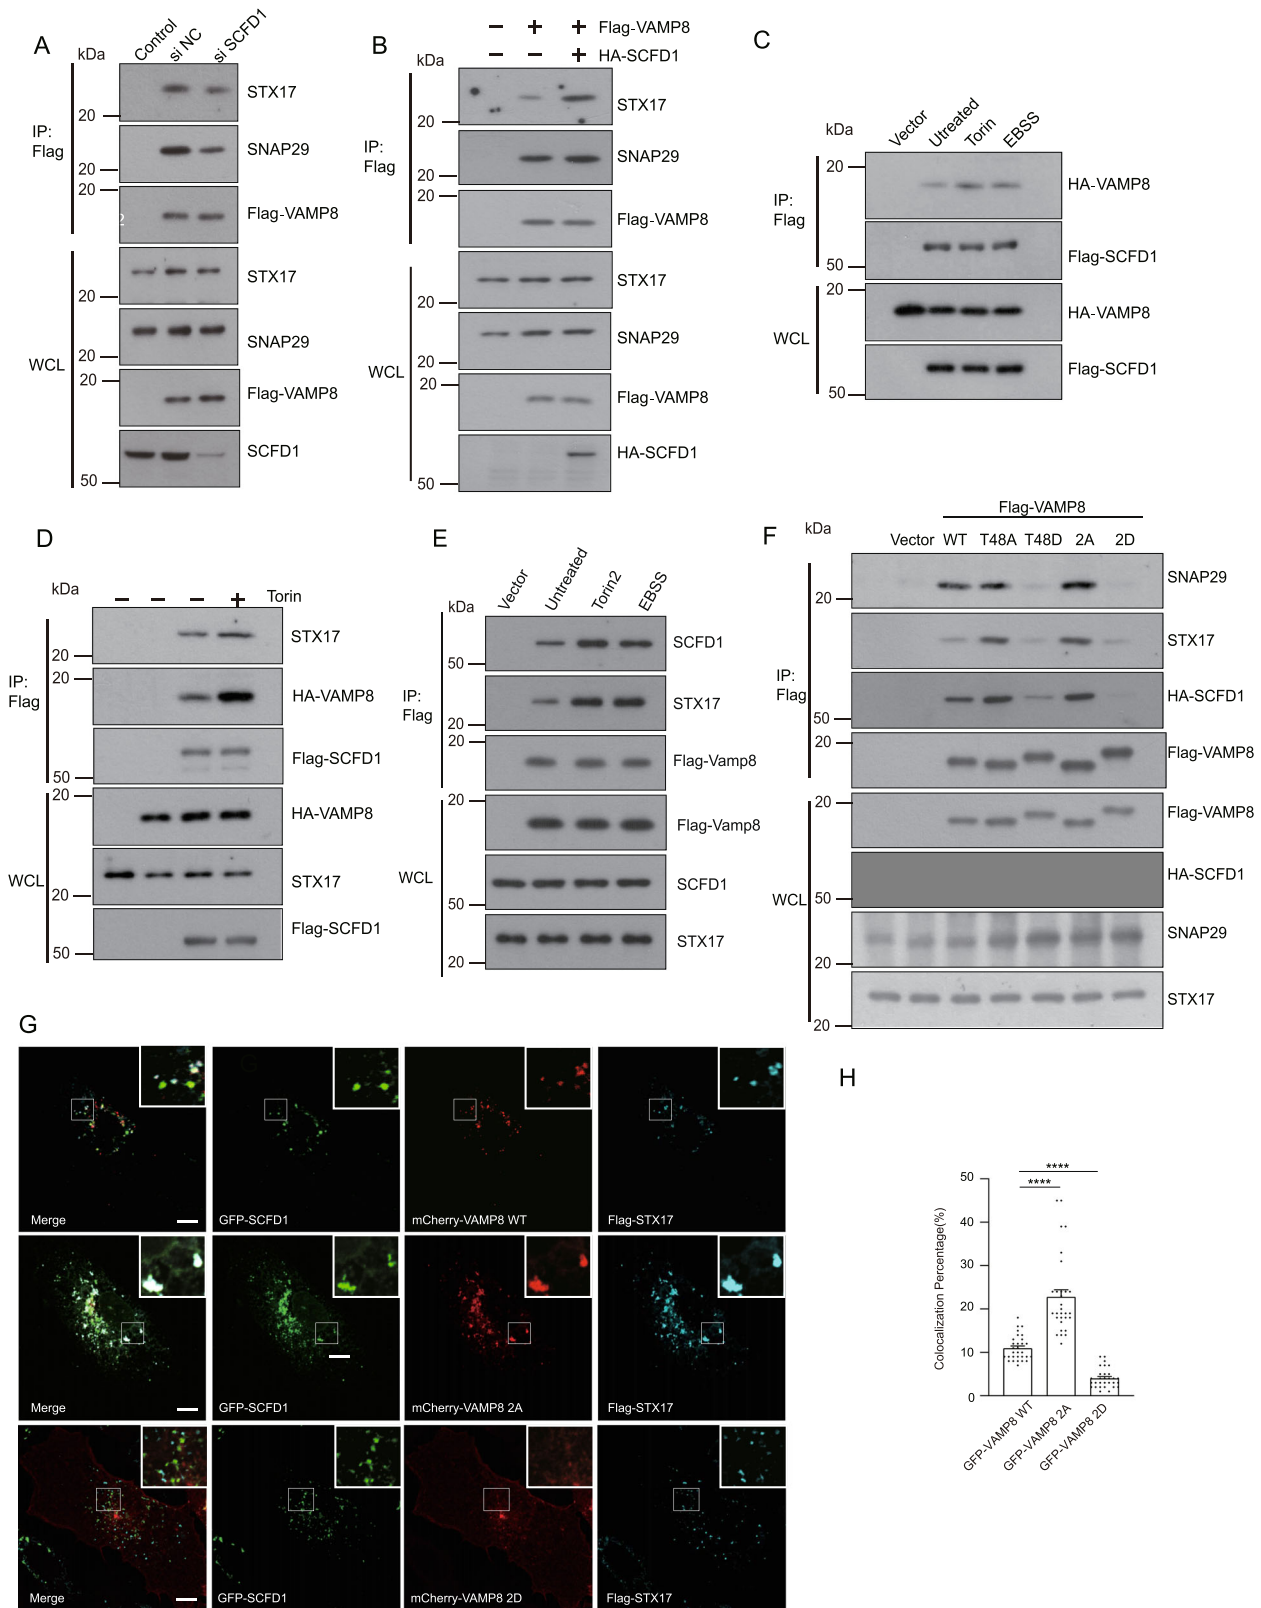 A
kDa
Control
si NC
si SCFD1
IP:
Flag
20
STX17
20
SNAP29
20
Flag-VAMP8
2
WCL
20
STX17
20
SNAP29
20
Flag-VAMP8
50
SCFD1
B
Flag-VAMP8
− + +
HA-SCFD1
− − +
kDa
IP:
Flag
20
STX17
20
SNAP29
Flag-VAMP8
WCL
20
STX17
20
SNAP29
20
Flag-VAMP8
50
HA-SCFD1
C
kDa
Vector
Utreated
Torin
EBSS
IP:
Flag
20
HA-VAMP8
50
Flag-SCFD1
WCL
20
HA-VAMP8
50
Flag-SCFD1
D
kDa
− − − + Torin
IP:
Flag
20
STX17
20
HA-VAMP8
50
Flag-SCFD1
WCL
20
HA-VAMP8
20
STX17
50
Flag-SCFD1
E
kDa
Vector
Untreated
Torin2
EBSS
IP:
Flag
50
SCFD1
20
STX17
20
Flag-Vamp8
WCL
20
Flag-Vamp8
50
SCFD1
20
STX17
F
kDa
Flag-VAMP8
Vector WT T48A T48D 2A 2D
IP:
Flag
20
SNAP29
STX17
50
HA-SCFD1
20
Flag-VAMP8
WCL
20
Flag-VAMP8
50
HA-SCFD1
20
SNAP29
20
STX17
G
Merge
GFP-SCFD1
mCherry-VAMP8 WT
Flag-STX17
Merge
GFP-SCFD1
mCherry-VAMP8 2A
Flag-STX17
Merge
GFP-SCFD1
mCherry-VAMP8 2D
Flag-STX17
H
Colocalization Percentage(%)
50
40
30
20
10
0
****
****
GFP-VAMP8 WT
GFP-VAMP8 2A
GFP-VAMP8 2D